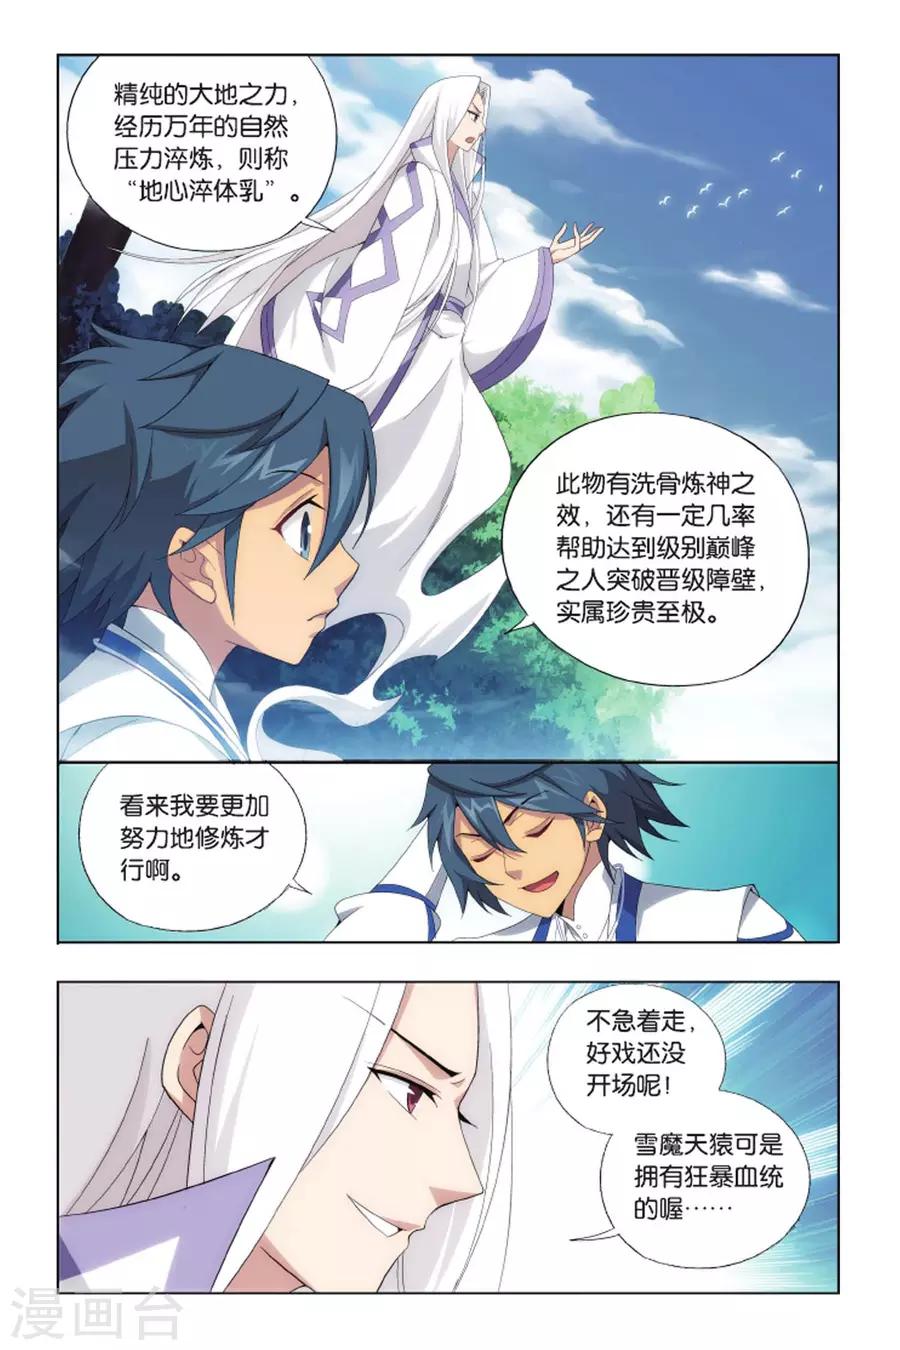 精纯的大地之力，
经历万年的自然
压力淬炼，则称
“地心淬体乳”。
此物有洗骨炼神之
效，还有一定几率
帮助达到级别巅峰
之人突破晋级障壁，
实属珍贵至极。
看来我要更加
努力地修炼才
行啊。
不急着走，
好戏还没
开场呢！
雪魔天猿可是
拥有狂暴血统
的喔……
漫画台